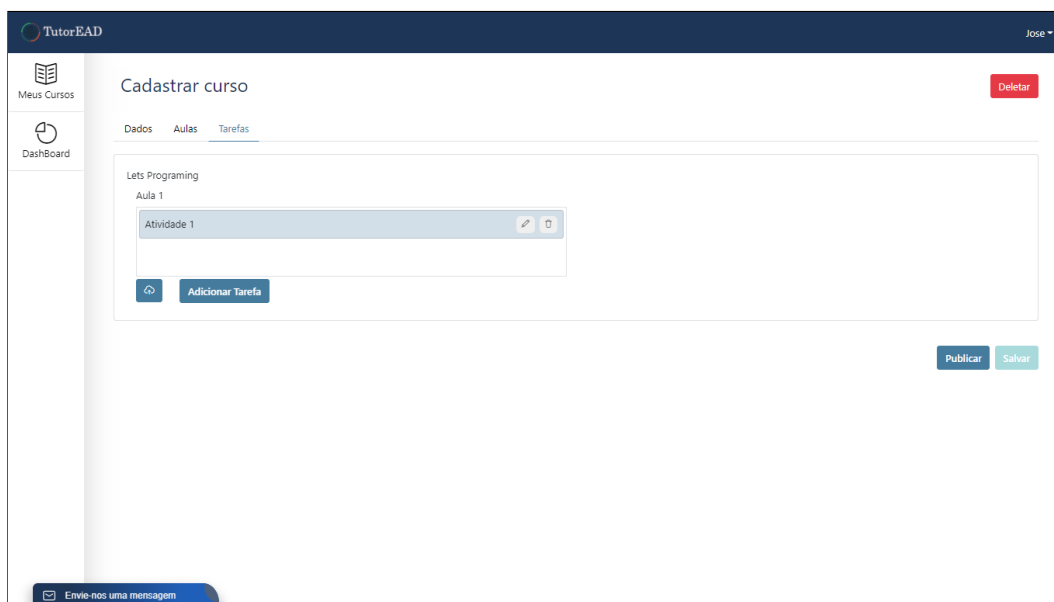 TutorEAD
Jose
Meus Cursos
DashBoard
Cadastrar curso
Deletar
Dados Aulas Tarefas
Lets Programing
Aula 1
Atividade 1
Adicionar Tarefa
Publicar Salvar
Envie-nos uma mensagem